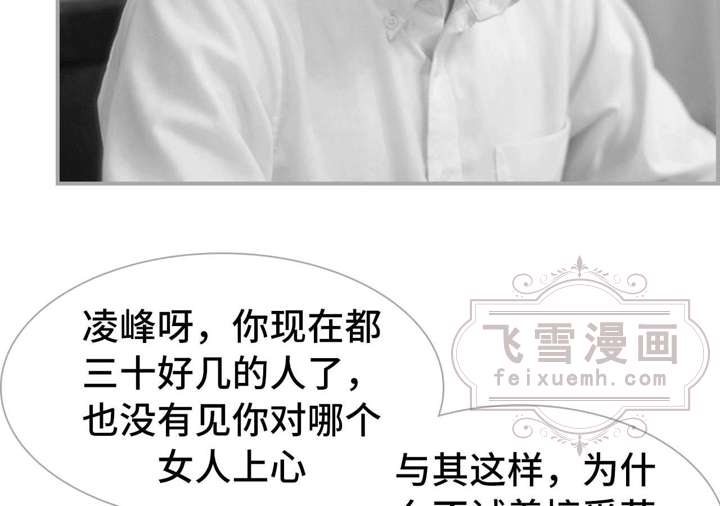 凌峰呀，你现在都
三十好几的人了，
也没有见你对哪个
女人上心
飞雪漫画
feixuemh.com
与其这样，为什